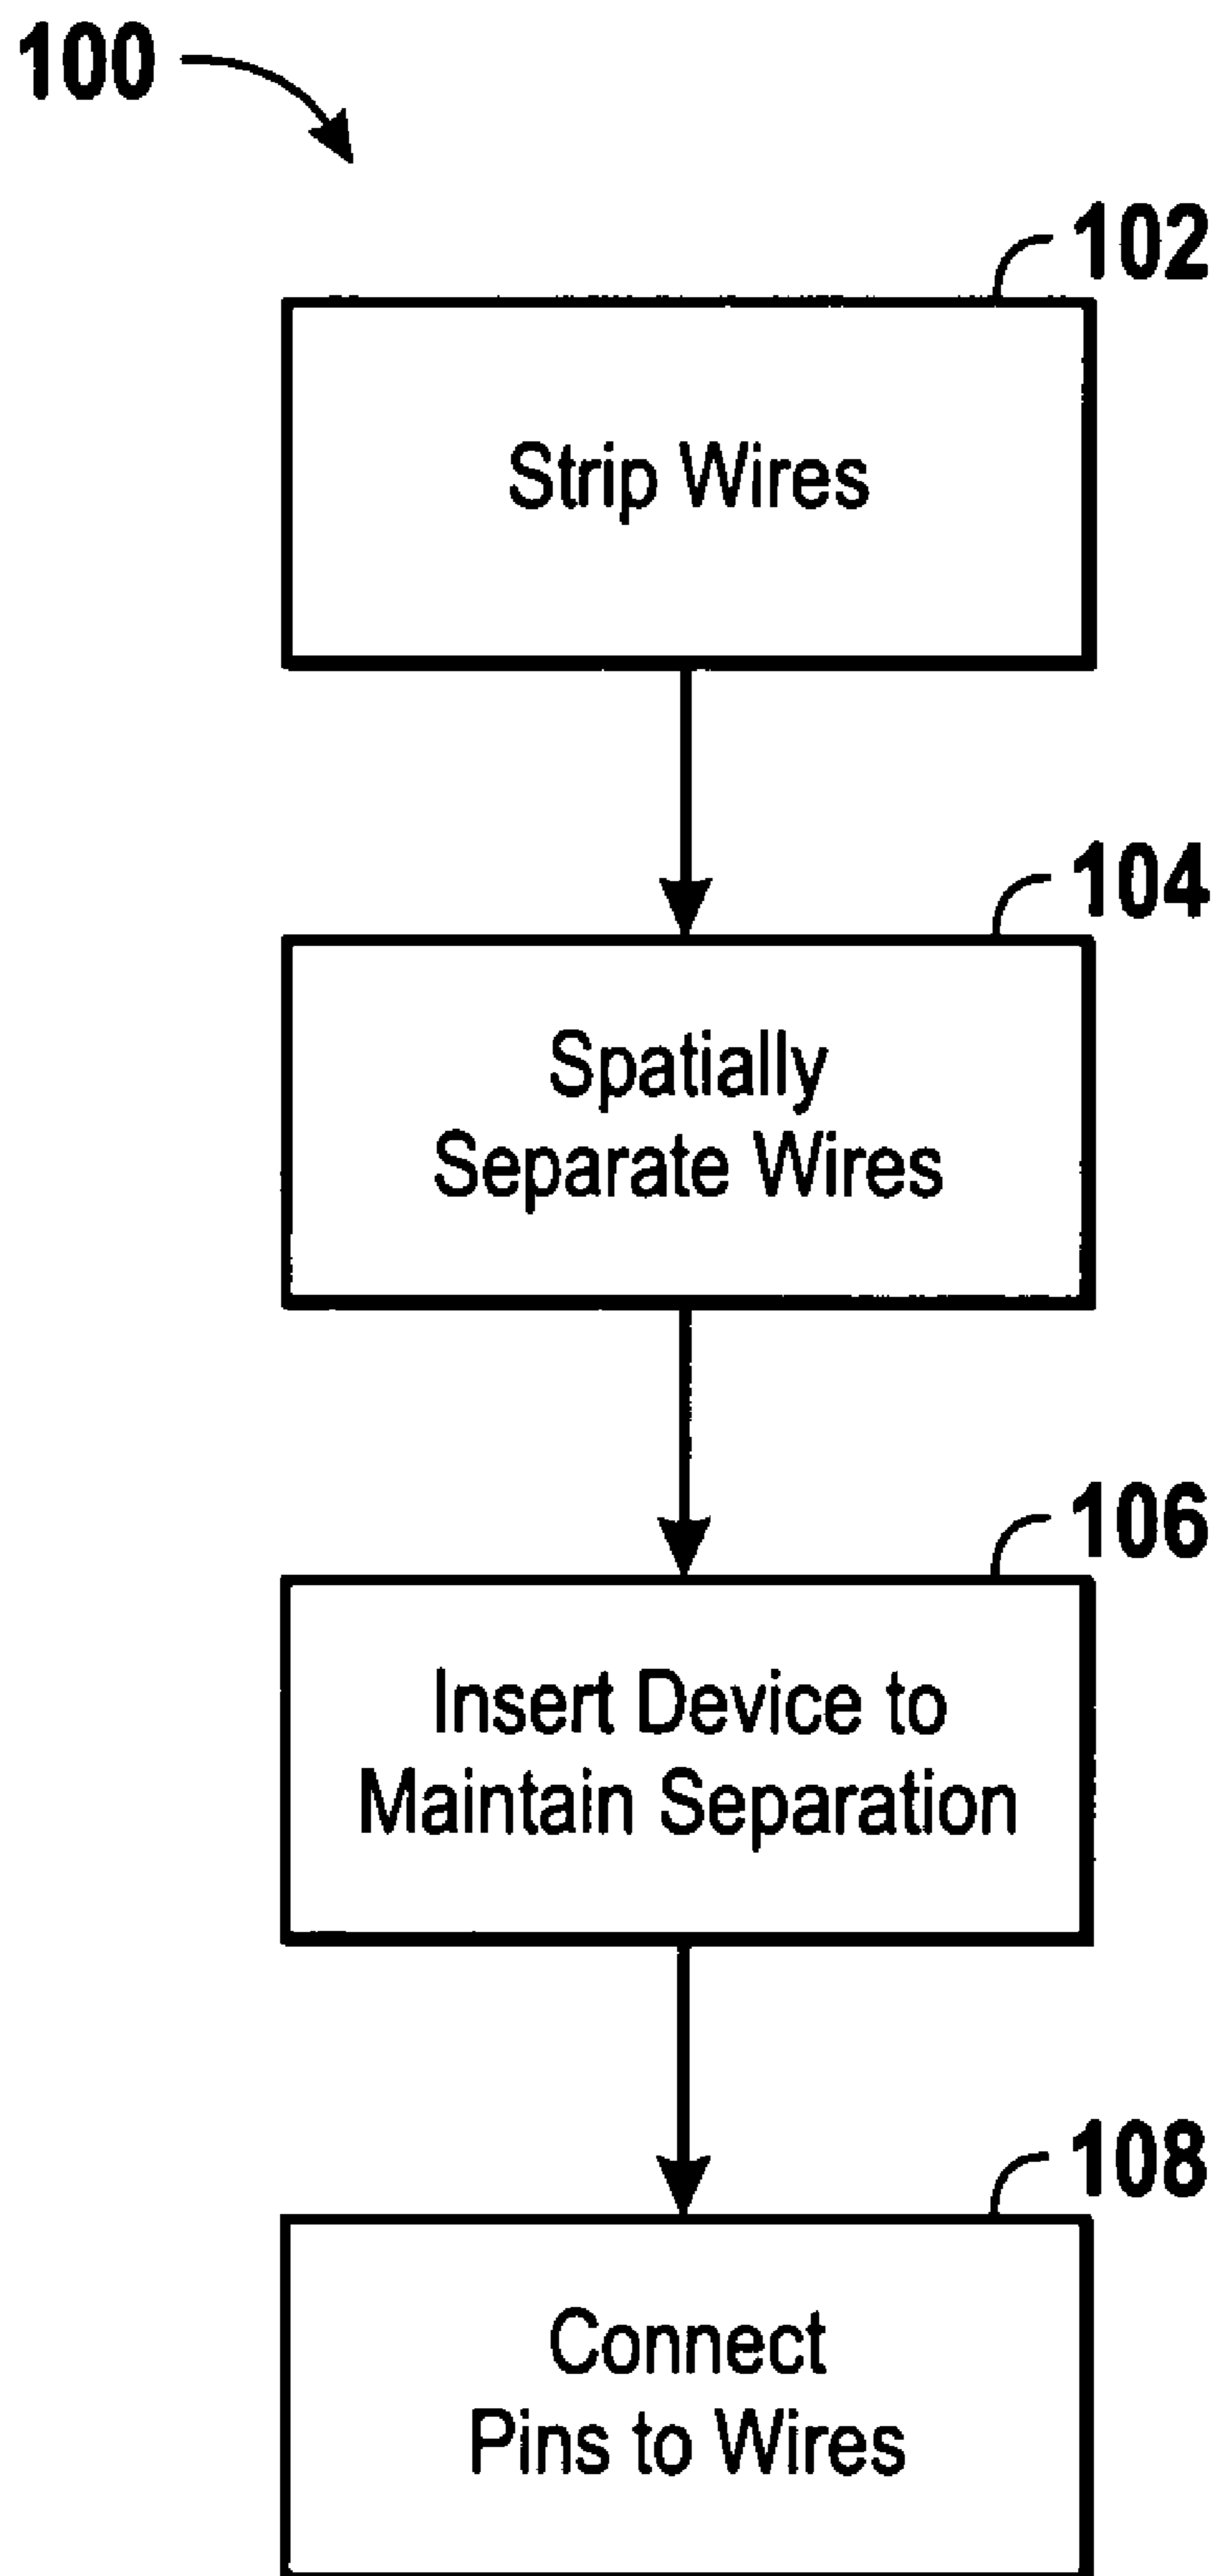 100
102
Strip Wires
104
Spatially
Separate Wires
106
Insert Device to
Maintain Separation
108
Connect
Pins to Wires